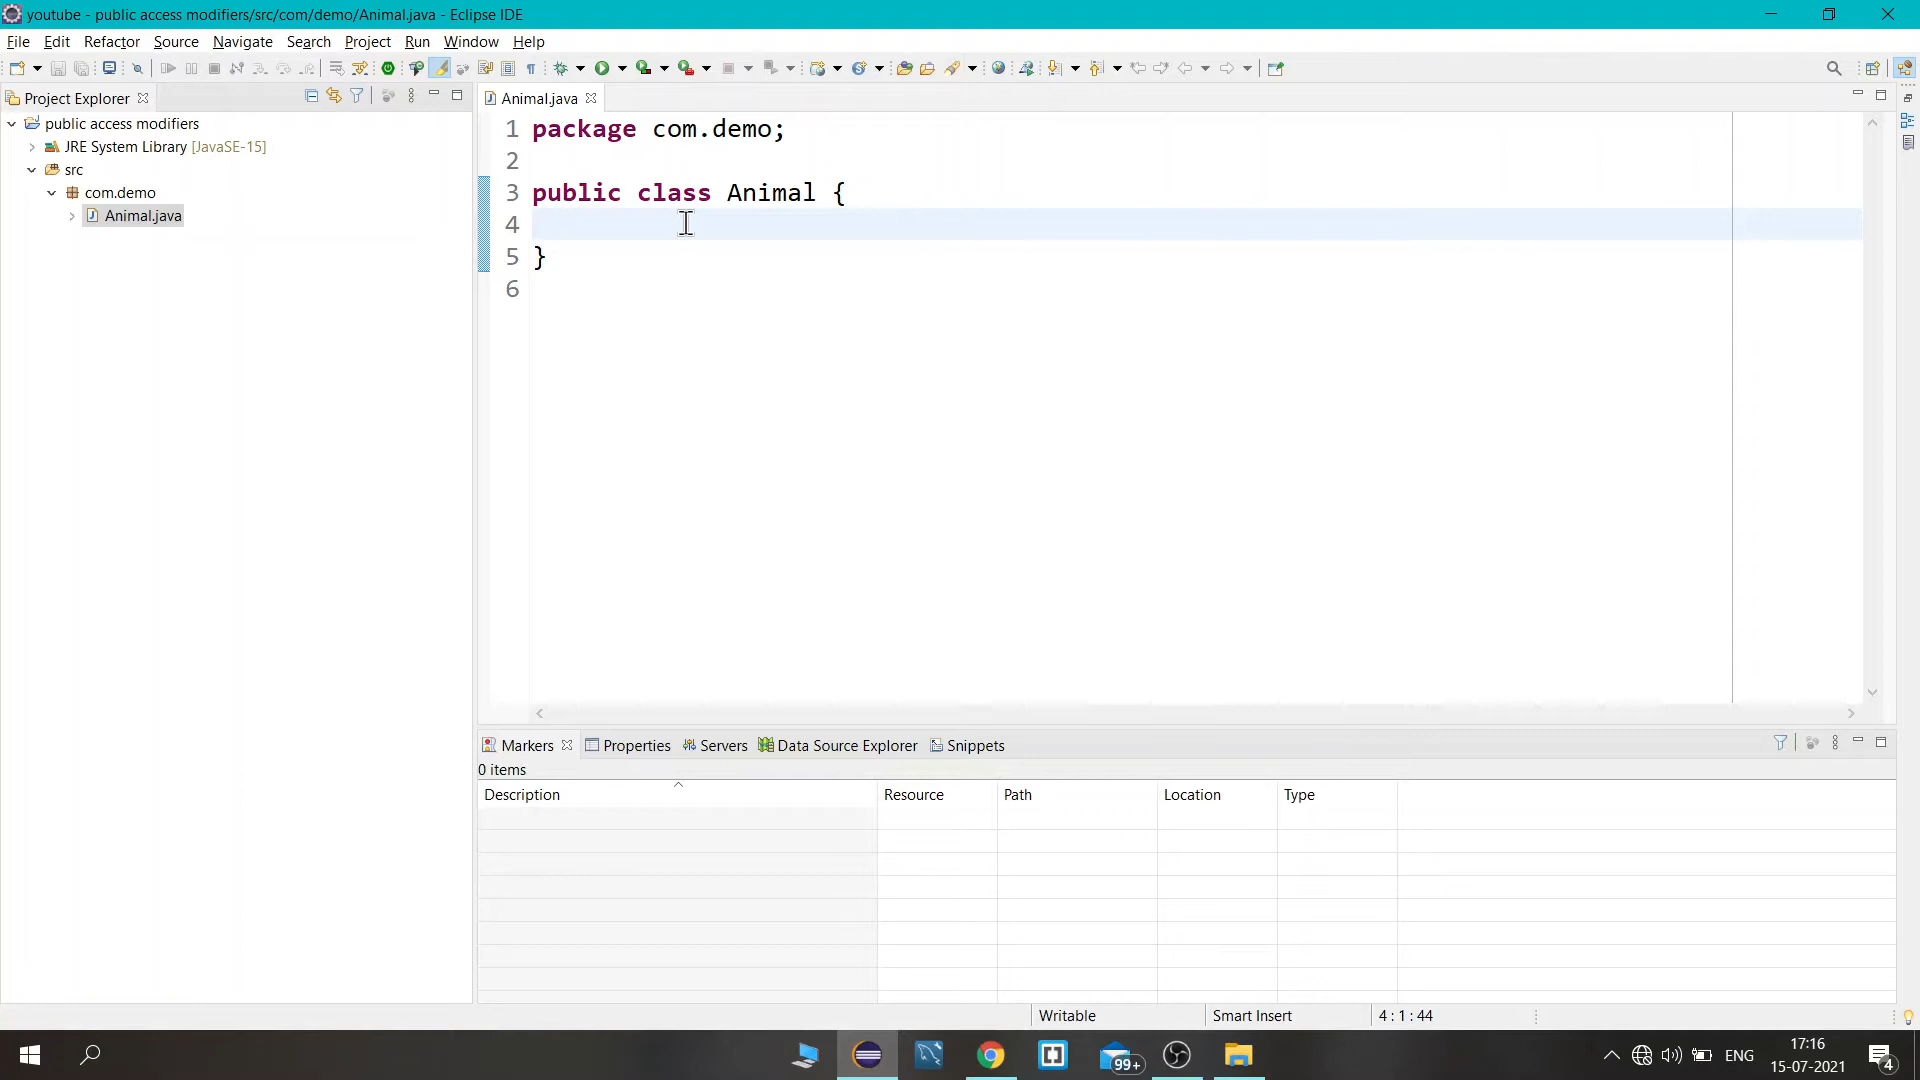 youtube - public access modifiers/src/com/demo/Animal.java - Eclipse IDE
File Edit Refactor Source Navigate Search Project Run Window Help
Project Explorer
Animal.java
public access modifiers
JRE System Library [JavaSE-15]
src
com.demo
Animal.java
1 package com.demo;
2
3 public class Animal {
4
5 }
6
Markers Properties Servers Data Source Explorer Snippets
0 items
Description Resource Path Location Type
Writable Smart Insert 4 : 1 : 44
99+ ENG 17:16
15-07-2021 4